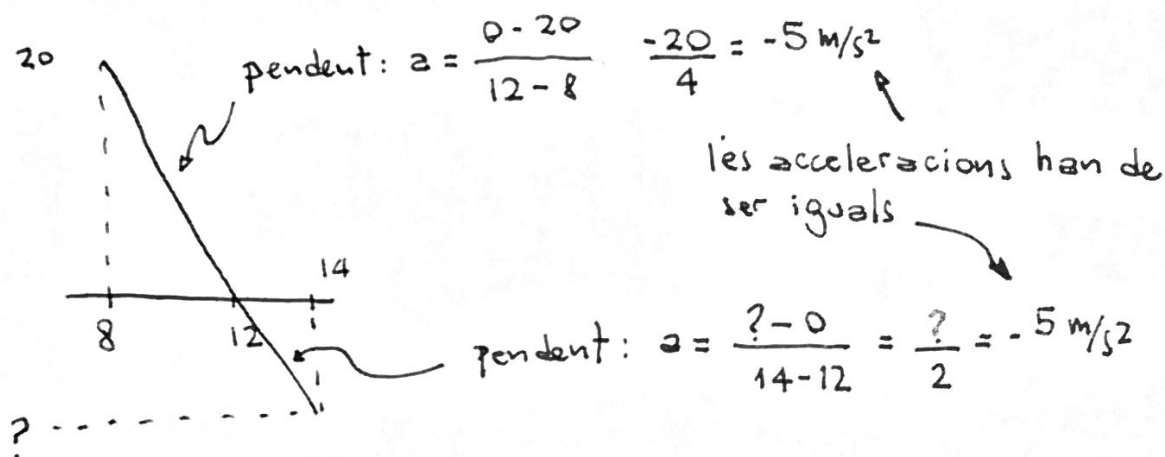 20
pendent: a = (0 - 20)/(12 - 8) -20/4 = -5 m/s²
les acceleracions han de
ser iguals
14
8
12
pendent: a = (? - 0)/(14 - 12) = ?/2 = - 5 m/s²
?